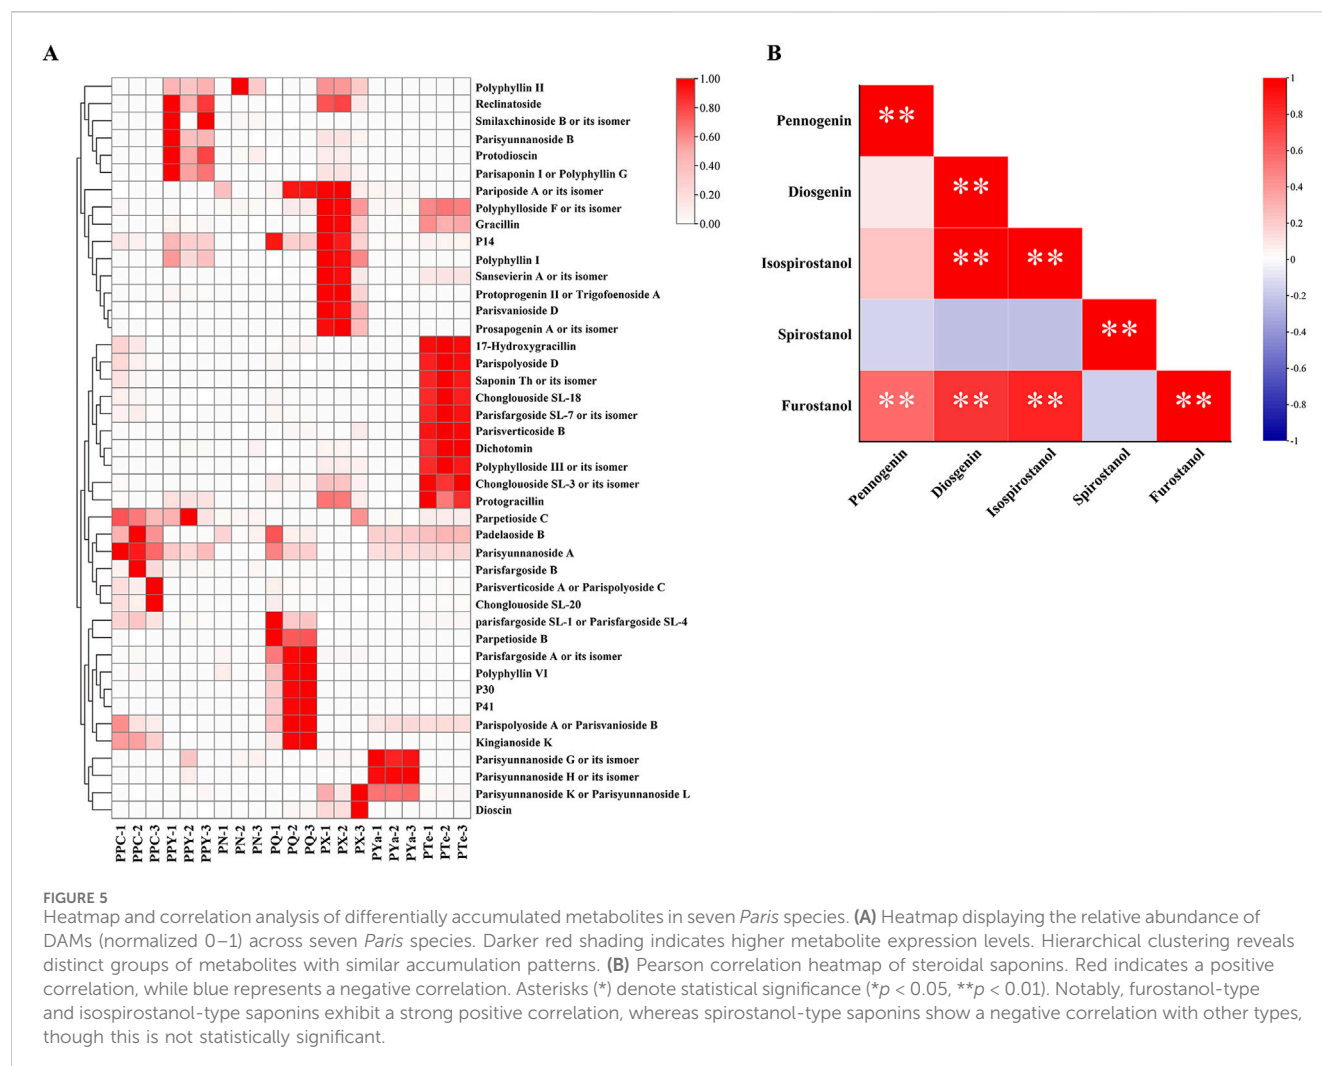 A
B
Polyphyllin II
Reclinatoside
Smilaxchinoside B or its isomer
Parisyunnanoside B
Protodioscin
Parisaponin I or Polyphyllin G
Pariposide A or its isomer
Polyphylloside F or its isomer
Gracillin
P14
Polyphyllin I
Sansevierin A or its isomer
Protoprogenin II or Trigofoenoside A
Parisvanioside D
Prosapogenin A or its isomer
17-Hydroxygracillin
Parispolyoside D
Saponin Th or its isomer
Chonglouoside SL-18
Parisfargoside SL-7 or its isomer
Parisverticoside B
Dichotomin
Polyphylloside III or its isomer
Chonglouoside SL-3 or its isomer
Protogracillin
Parpetioside C
Padelaoside B
Parisyunnanoside A
Parisfargoside B
Parisverticoside A or Parispolyoside C
Chonglouoside SL-20
parisfargoside SL-1 or Parisfargoside SL-4
Parpetioside B
Parisfargoside A or its isomer
Polyphyllin VI
P30
P41
Parispolyoside A or Parisvanioside B
Kingianoside K
Parisyunnanoside G or its ismoer
Parisyunnanoside H or its isomer
Parisyunnanoside K or Parisyunnanoside L
Dioscin
PPC-1
PPC-2
PPC-3
PPY-1
PPY-2
PPY-3
PN-1
PN-2
PN-3
PQ-1
PQ-2
PQ-3
PX-1
PX-2
PX-3
PYa-1
PYa-2
PYa-3
PTe-1
PTe-2
PTe-3
1.00
0.80
0.60
0.40
0.20
0.00
Pennogenin
**
Diosgenin
**
Isospirostanol
** **
Spirostanol
**
Furostanol
** ** ** **
Pennogenin
Diosgenin
Isospirostanol
Spirostanol
Furostanol
1
0.8
0.6
0.4
0.2
0
-0.2
-0.4
-0.6
-0.8
-1
FIGURE 5
Heatmap and correlation analysis of differentially accumulated metabolites in seven Paris species. (A) Heatmap displaying the relative abundance of
DAMs (normalized 0–1) across seven Paris species. Darker red shading indicates higher metabolite expression levels. Hierarchical clustering reveals
distinct groups of metabolites with similar accumulation patterns. (B) Pearson correlation heatmap of steroidal saponins. Red indicates a positive
correlation, while blue represents a negative correlation. Asterisks (*) denote statistical significance (*p < 0.05, **p < 0.01). Notably, furostanol-type
and isospirostanol-type saponins exhibit a strong positive correlation, whereas spirostanol-type saponins show a negative correlation with other types,
though this is not statistically significant.